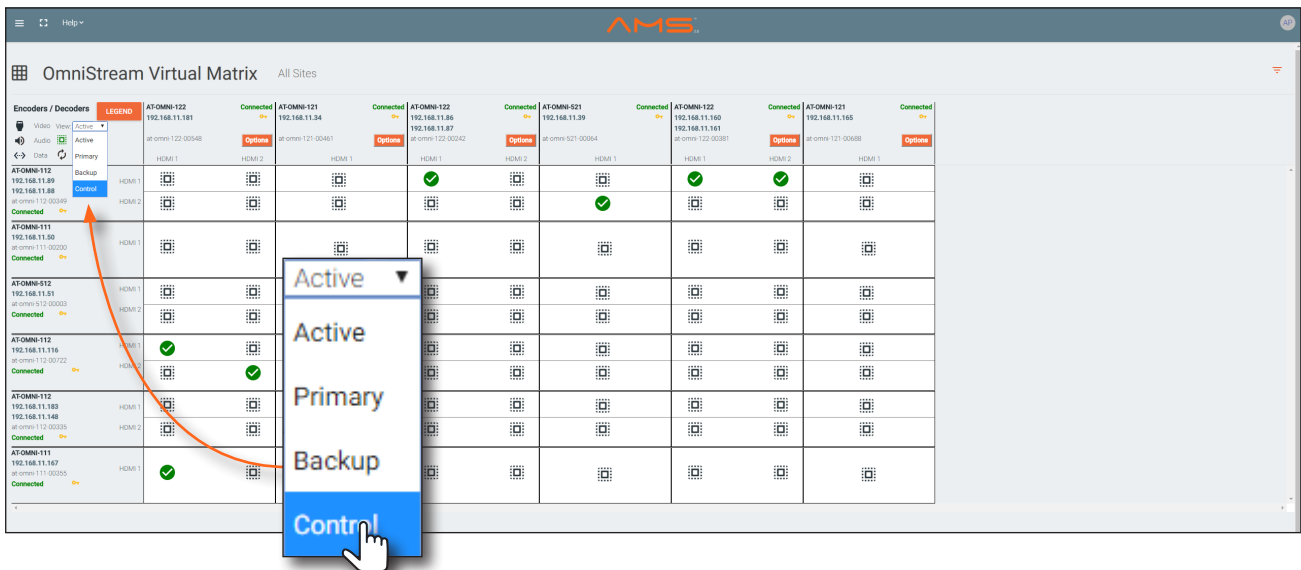 Help
AMS
AP
OmniStream Virtual Matrix All Sites
Encoders / Decoders LEGEND
Video View: Active
Audio
Data
Active
Primary
Backup
Control
AT-OMNI-122 Connected
192.168.11.181
at-omni-122-00548 Options
HDMI 1 HDMI 2
AT-OMNI-121 Connected
192.168.11.34
at-omni-121-00461 Options
HDMI 1
AT-OMNI-122 Connected
192.168.11.86
192.168.11.87
at-omni-122-00242 Options
HDMI 1 HDMI 2
AT-OMNI-521 Connected
192.168.11.39
at-omni-521-00064 Options
HDMI 1
AT-OMNI-122 Connected
192.168.11.160
192.168.11.161
at-omni-122-00381 Options
HDMI 1 HDMI 2
AT-OMNI-121 Connected
192.168.11.165
at-omni-121-00688 Options
HDMI 1
AT-OMNI-112
192.168.11.89
192.168.11.88
at-omni-112-00349
Connected
HDMI 1
HDMI 2
AT-OMNI-111
192.168.11.50
at-omni-111-00200
Connected
HDMI 1
AT-OMNI-512
192.168.11.51
at-omni-512-00003
Connected
HDMI 1
HDMI 2
AT-OMNI-112
192.168.11.116
at-omni-112-00722
Connected
HDMI 1
HDMI 2
AT-OMNI-112
192.168.11.183
192.168.11.148
at-omni-112-00335
Connected
HDMI 1
HDMI 2
AT-OMNI-111
192.168.11.167
at-omni-111-00355
Connected
HDMI 1
Active
Active
Primary
Backup
Control